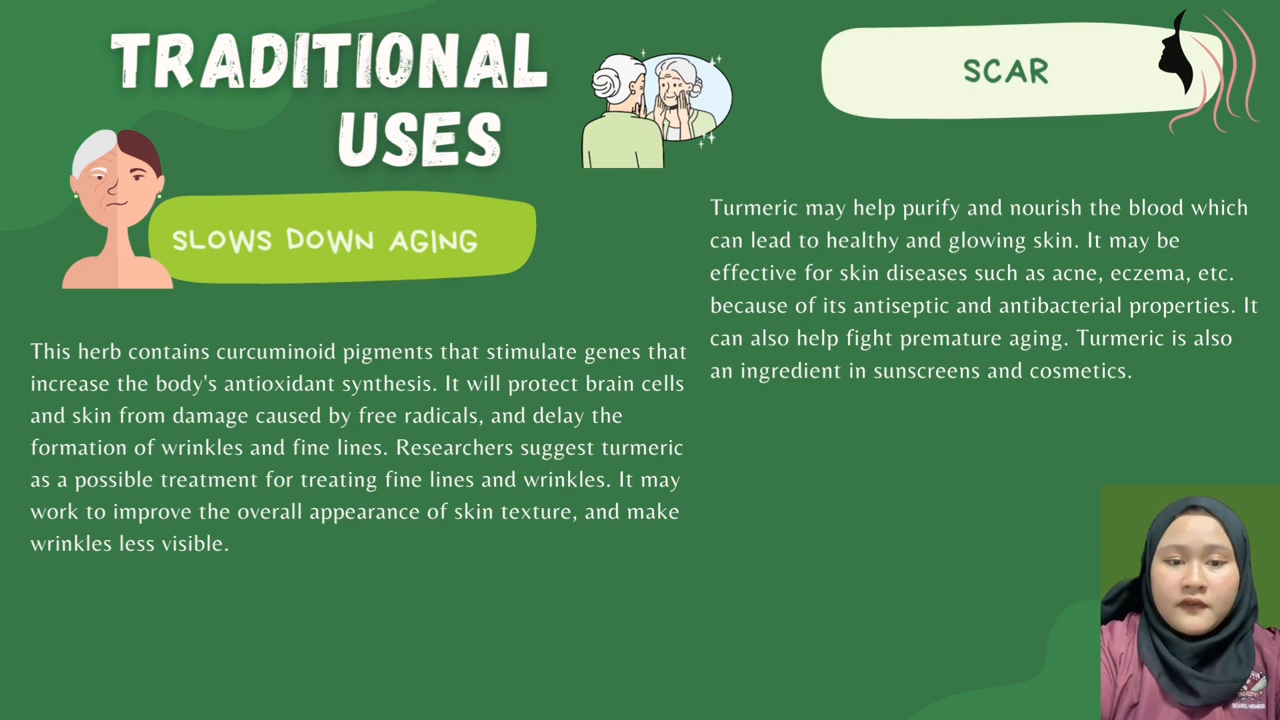 TRADITIONAL
USES
SLOWS DOWN AGING
This herb contains curcuminoid pigments that stimulate genes that
increase the body's antioxidant synthesis. It will protect brain cells
and skin from damage caused by free radicals, and delay the
formation of wrinkles and fine lines. Researchers suggest turmeric
as a possible treatment for treating fine lines and wrinkles. It may
work to improve the overall appearance of skin texture, and make
wrinkles less visible.
SCAR
Turmeric may help purify and nourish the blood which
can lead to healthy and glowing skin. It may be
effective for skin diseases such as acne, eczema, etc.
because of its antiseptic and antibacterial properties. It
can also help fight premature aging. Turmeric is also
an ingredient in sunscreens and cosmetics.
BOARD MEMBER